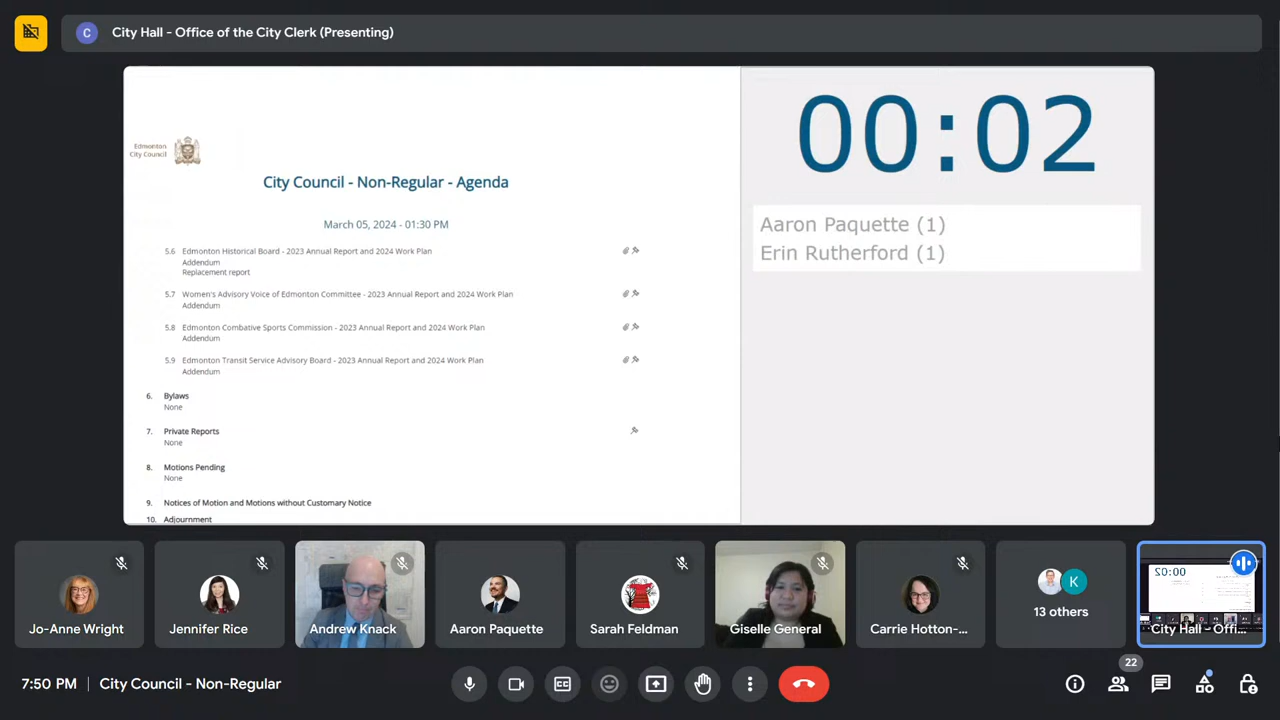 C
City Hall - Office of the City Clerk (Presenting)
Edmonton
City Council
City Council - Non-Regular - Agenda
March 05, 2024 - 01:30 PM
5.6 Edmonton Historical Board - 2023 Annual Report and 2024 Work Plan
Addendum
Replacement report
5.7 Women's Advisory Voice of Edmonton Committee - 2023 Annual Report and 2024 Work Plan
Addendum
5.8 Edmonton Combative Sports Commission - 2023 Annual Report and 2024 Work Plan
Addendum
5.9 Edmonton Transit Service Advisory Board - 2023 Annual Report and 2024 Work Plan
Addendum
6. Bylaws
None
7. Private Reports
None
8. Motions Pending
None
9. Notices of Motion and Motions without Customary Notice
10. Adjournment
00:02
Aaron Paquette (1)
Erin Rutherford (1)
Jo-Anne Wright
Jennifer Rice
Andrew Knack
Aaron Paquette
Sarah Feldman
Giselle General
Carrie Hotton-...
K
13 others
00:02
City Hall - Offi...
7:50 PM | City Council - Non-Regular
22